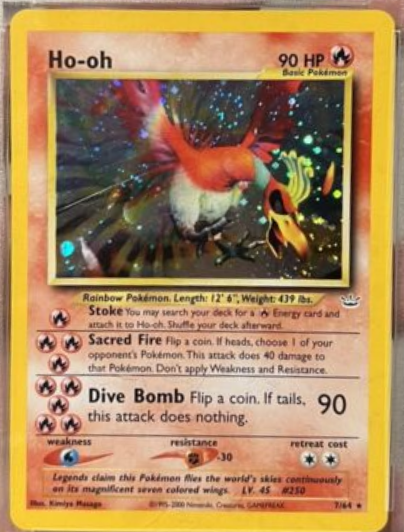 Ho-oh 90 HP
Basic Pokémon
Rainbow Pokémon. Length: 12' 6", Weight: 439 lbs.
Stoke You may search your deck for a Energy card and
attach it to Ho-oh. Shuffle your deck afterward.
Sacred Fire Flip a coin. If heads, choose 1 of your
opponent's Pokémon. This attack does 40 damage to
that Pokémon. Don't apply Weakness and Resistance.
Dive Bomb Flip a coin. If tails, 90
this attack does nothing.
weakness resistance retreat cost
-30
Legends claim this Pokémon flies the world's skies continuously
on its magnificent seven colored wings. LV. 45 #250
Illus. Kimiya Masago ©1995-2000 Nintendo, Creatures, GAMEFREAK. 7/64